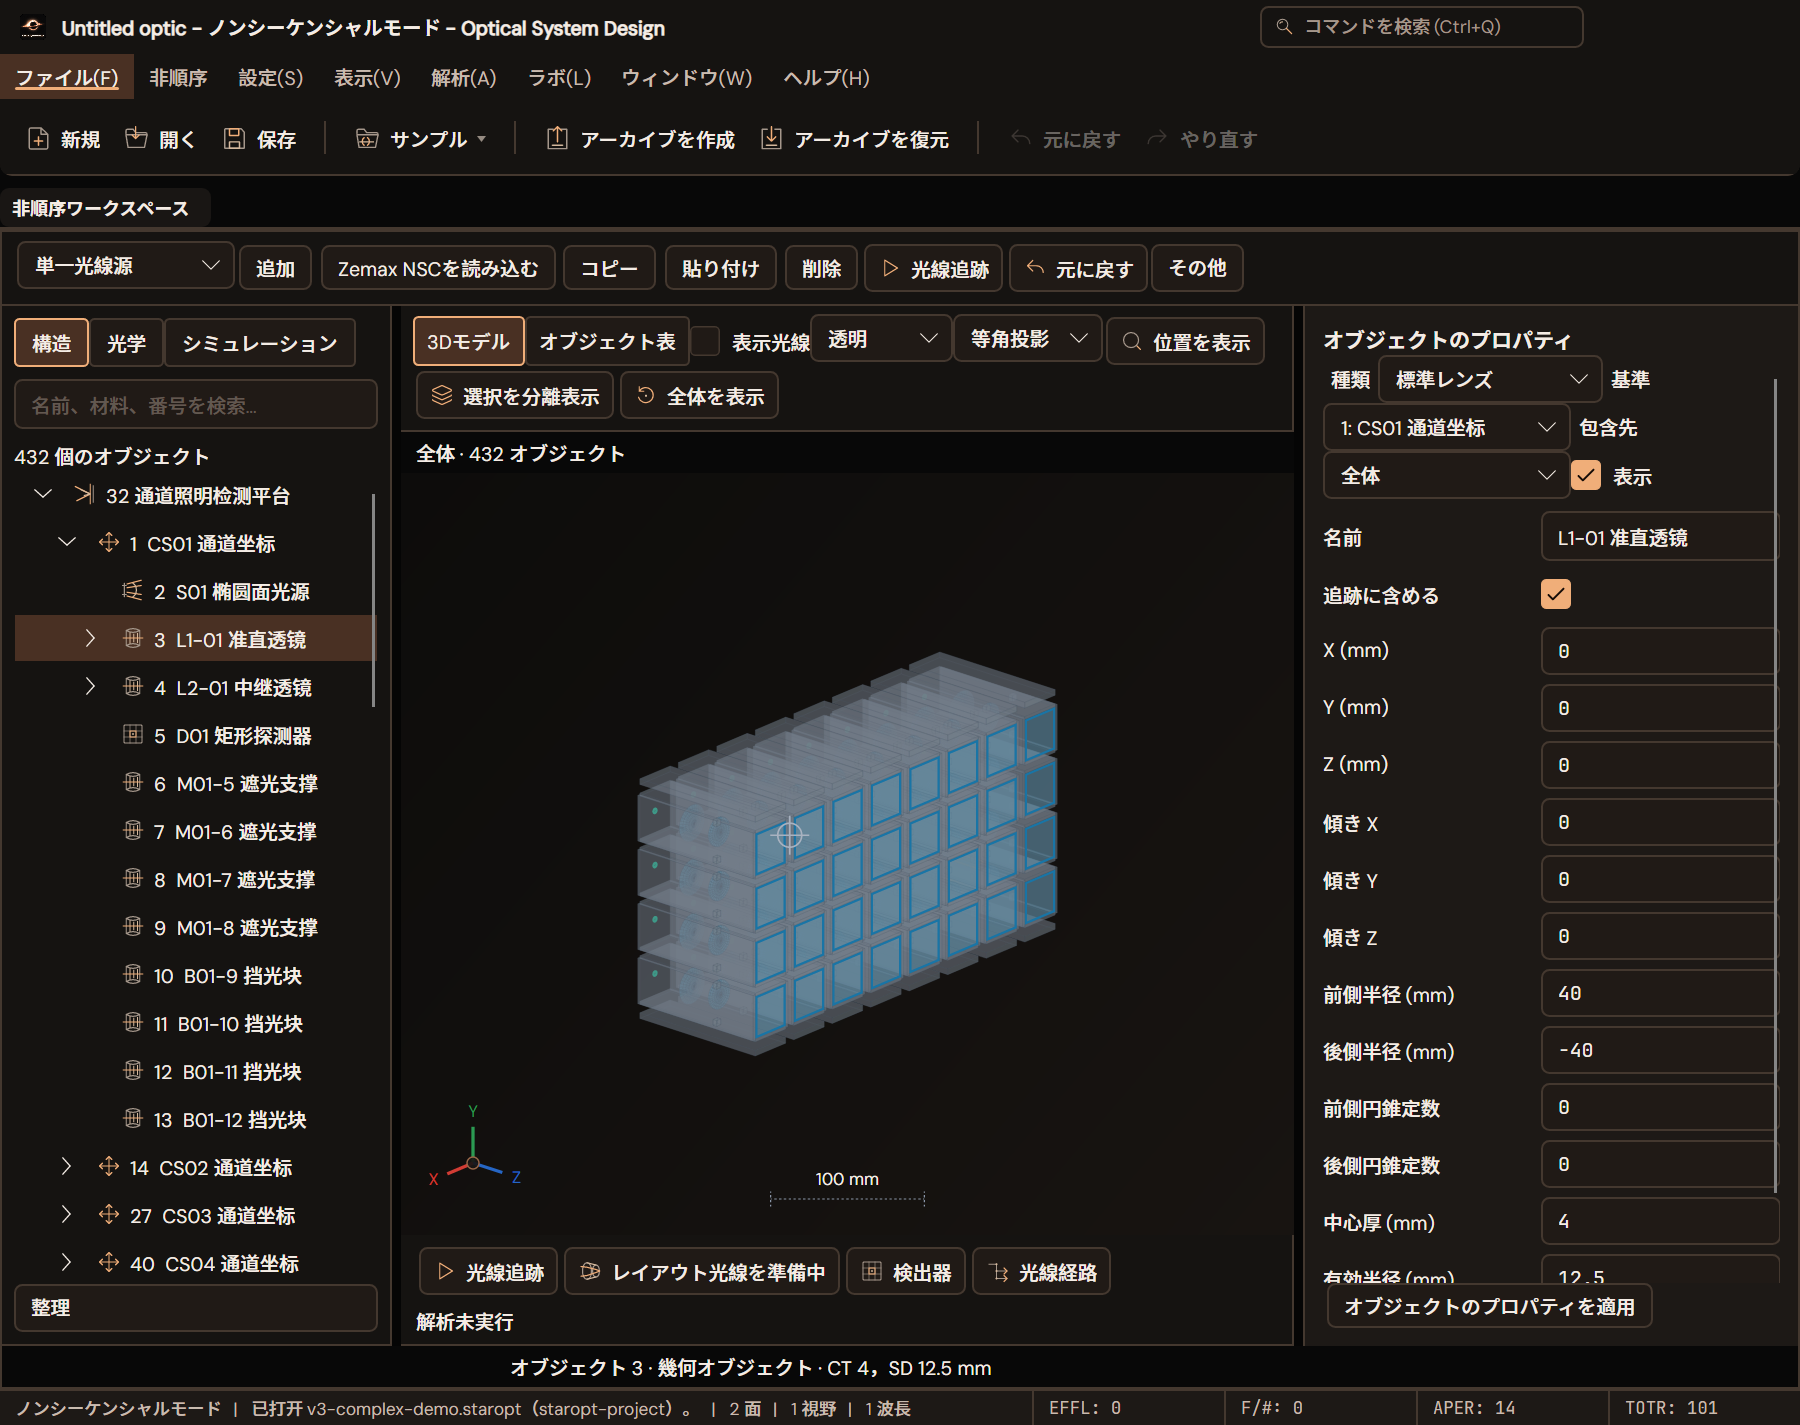 Untitled optic – ノンシーケンシャルモード – Optical System Design
コマンドを検索 (Ctrl+Q)
ファイル(F) 非順序 設定(S) 表示(V) 解析(A) ラボ(L) ウィンドウ(W) ヘルプ(H)
新規 開く 保存 サンプル アーカイブを作成 アーカイブを復元 元に戻す やり直す
非順序ワークスペース
単一光線源 追加 Zemax NSCを読み込む コピー 貼り付け 削除 光線追跡 元に戻す その他
構造 光学 シミュレーション
名前、材料、番号を検索...
432 個のオブジェクト
32 通道照明检测平台
1 CS01 通道坐标
2 S01 椭圆面光源
3 L1-01 准直透镜
4 L2-01 中继透镜
5 D01 矩形探测器
6 M01-5 遮光支撑
7 M01-6 遮光支撑
8 M01-7 遮光支撑
9 M01-8 遮光支撑
10 B01-9 挡光块
11 B01-10 挡光块
12 B01-11 挡光块
13 B01-12 挡光块
14 CS02 通道坐标
27 CS03 通道坐标
40 CS04 通道坐标
整理
3Dモデル オブジェクト表 表示光線 透明 等角投影 位置を表示
選択を分離表示 全体を表示
全体 · 432 オブジェクト
Y
X
Z
100 mm
光線追跡 レイアウト光線を準備中 検出器 光線経路
解析未実行
オブジェクトのプロパティ
種類 標準レンズ 基準
1: CS01 通道坐标 包含先
全体 表示
名前 L1-01 准直透镜
追跡に含める
X (mm) 0
Y (mm) 0
Z (mm) 0
傾き X 0
傾き Y 0
傾き Z 0
前側半径 (mm) 40
後側半径 (mm) -40
前側円錐定数 0
後側円錐定数 0
中心厚 (mm) 4
有効半径 (mm) 12.5
オブジェクトのプロパティを適用
オブジェクト 3 · 幾何オブジェクト · CT 4，SD 12.5 mm
ノンシーケンシャルモード | 已打开 v3-complex-demo.staropt（staropt-project）。 | 2 面 | 1 視野 | 1 波長
EFFL: 0 F/#: 0 APER: 14 TOTR: 101